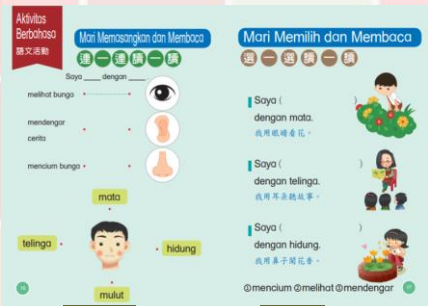 Aktivitas
Berbahasa
語文活動
Mari Memasangkan dan Membaca
連一連讀一讀
Saya ____ dengan ____.
melihat bunga
mendengar
cerita
mencium bunga
mata
telinga
hidung
mulut
Mari Memilih dan Membaca
選一選讀一讀
Saya ( )
dengan mata.
我用眼睛看花。
Saya ( )
dengan telinga.
我用耳朵聽故事。
Saya ( )
dengan hidung.
我用鼻子聞花香。
①mencium ②melihat ③mendengar